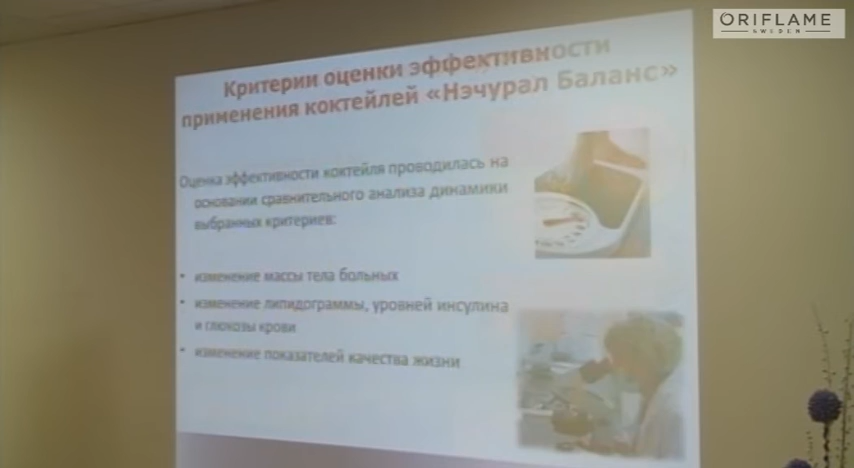 ORIFLAME
SWEDEN
Критерии оценки эффективности
применения коктейлей «Нэчурал Баланс»
Оценка эффективности коктейля проводилась на
основании сравнительного анализа динамики
выбранных критериев:
• изменение массы тела больных
• изменение липидограммы, уровней инсулина
и глюкозы крови
• изменение показателей качества жизни